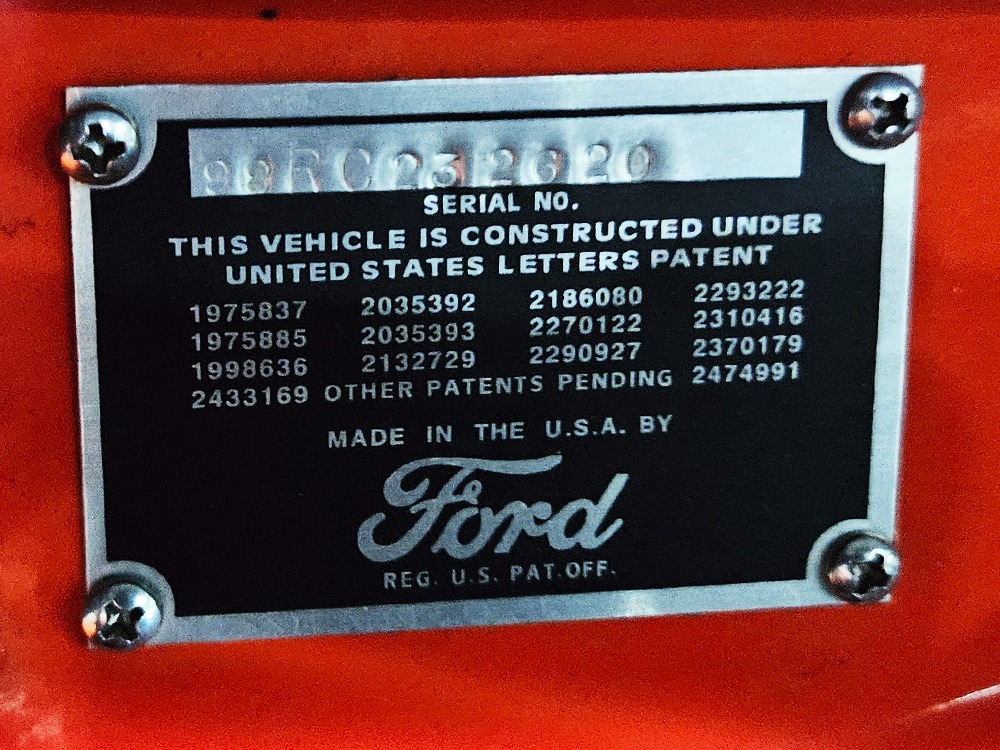 98RC232620
SERIAL NO.
THIS VEHICLE IS CONSTRUCTED UNDER
UNITED STATES LETTERS PATENT
1975837 2035392 2186080 2293222
1975885 2035393 2270122 2310416
1998636 2132729 2290927 2370179
2433169 OTHER PATENTS PENDING 2474991
MADE IN THE U.S.A. BY
Ford
REG. U.S. PAT.OFF.